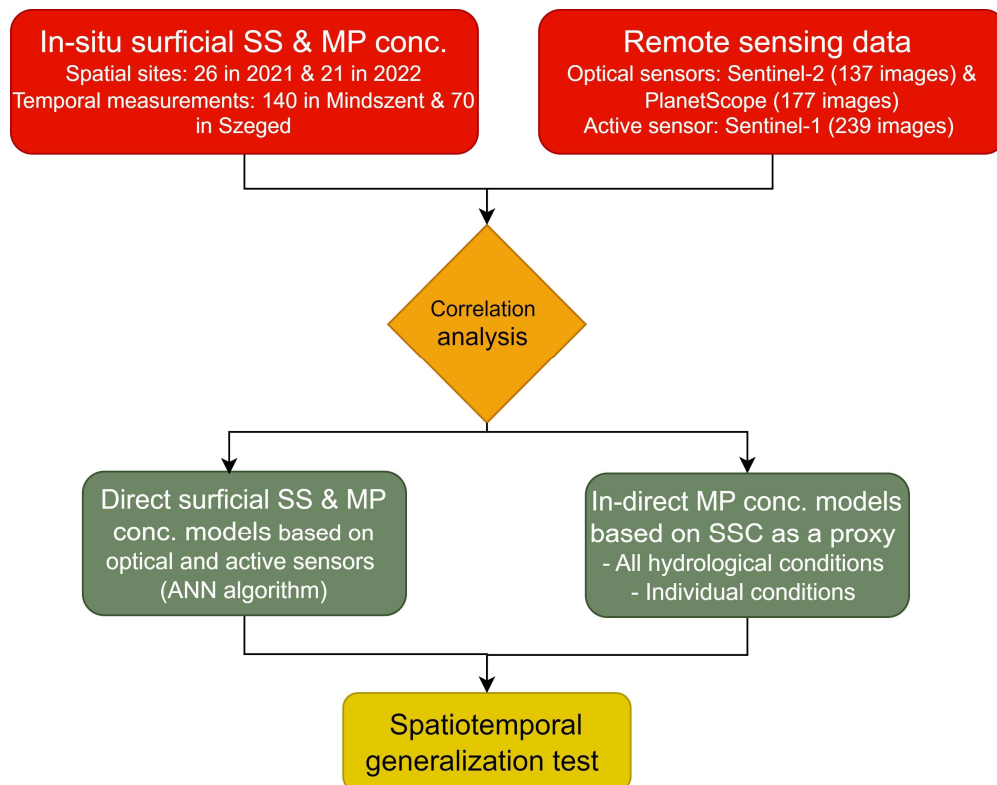 In-situ surficial SS & MP conc.
Spatial sites: 26 in 2021 & 21 in 2022
Temporal measurements: 140 in Mindszent & 70
in Szeged
Remote sensing data
Optical sensors: Sentinel-2 (137 images) &
PlanetScope (177 images)
Active sensor: Sentinel-1 (239 images)
Correlation
analysis
Direct surficial SS & MP
conc. models based on
optical and active sensors
(ANN algorithm)
In-direct MP conc. models
based on SSC as a proxy
- All hydrological conditions
- Individual conditions
Spatiotemporal
generalization test